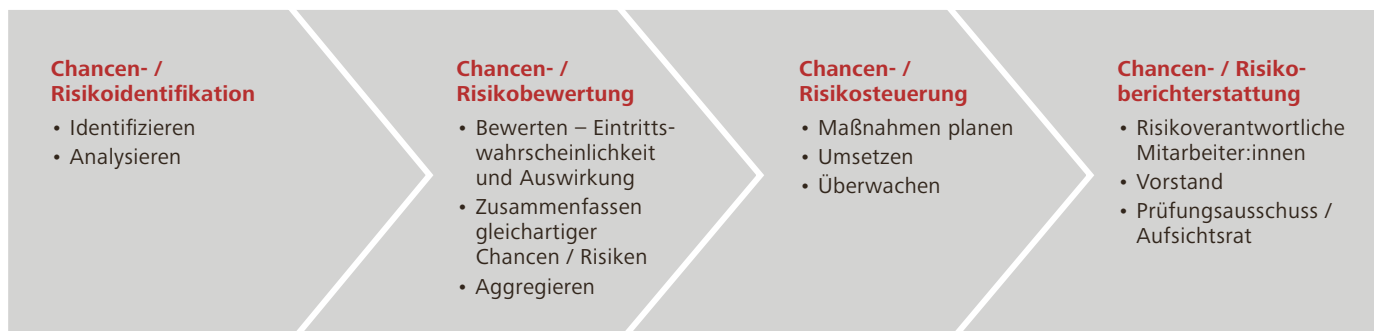 Chancen- /
Risikoidentifikation
• Identifizieren
• Analysieren
Chancen- /
Risikobewertung
• Bewerten – Eintritts-
wahrscheinlichkeit
und Auswirkung
• Zusammenfassen
gleichartiger
Chancen / Risiken
• Aggregieren
Chancen- /
Risikosteuerung
• Maßnahmen planen
• Umsetzen
• Überwachen
Chancen- / Risiko-
berichterstattung
• Risikoverantwortliche
Mitarbeiter:innen
• Vorstand
• Prüfungsausschuss /
Aufsichtsrat